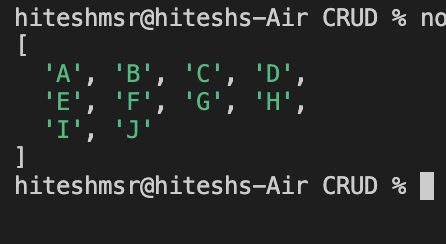 hiteshmsr@hiteshs-Air CRUD % no
[
  'A', 'B', 'C', 'D',
  'E', 'F', 'G', 'H',
  'I', 'J'
]
hiteshmsr@hiteshs-Air CRUD %